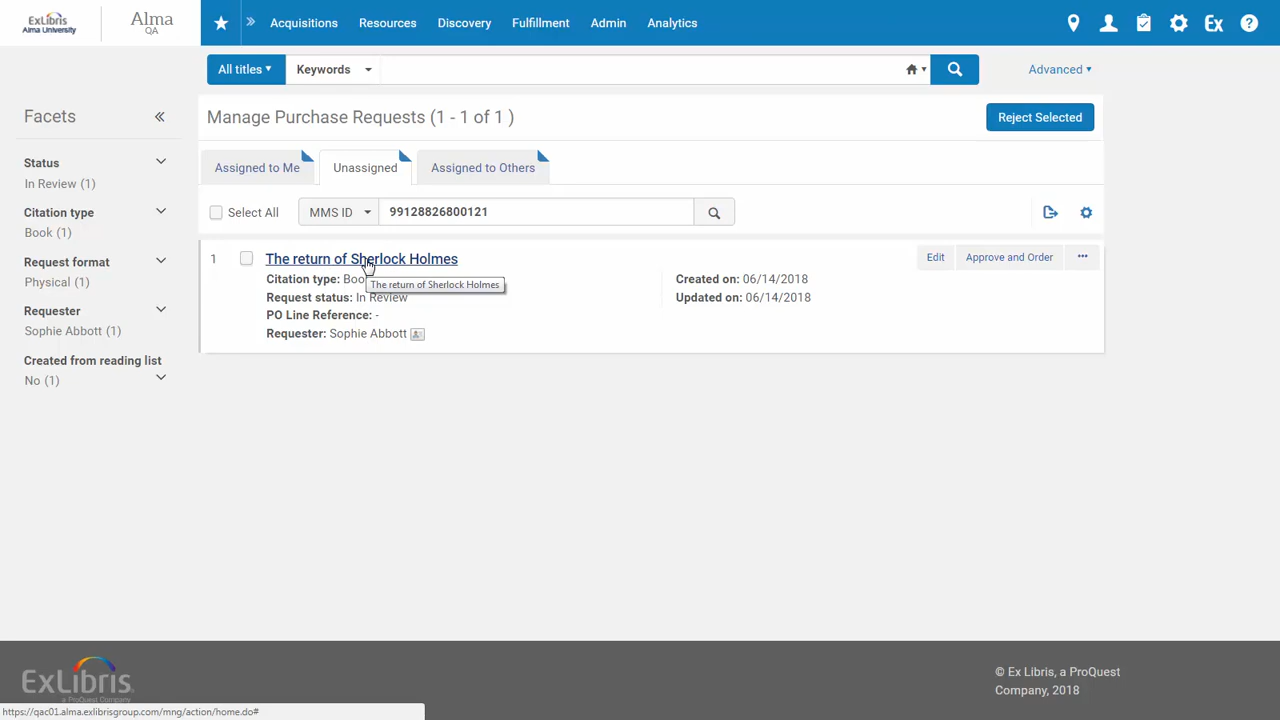 ExLibris
Alma University
Alma
QA
Acquisitions Resources Discovery Fulfillment Admin Analytics
Ex
?
All titles Keywords Advanced
Facets
Manage Purchase Requests (1 - 1 of 1 )
Reject Selected
Status
In Review (1)
Citation type
Book (1)
Request format
Physical (1)
Requester
Sophie Abbott (1)
Created from reading list
No (1)
Assigned to Me Unassigned Assigned to Others
Select All MMS ID 99128826800121
1 The return of Sherlock Holmes Edit Approve and Order ...
Citation type: Boo
The return of Sherlock Holmes
Created on: 06/14/2018
Request status: In Review Updated on: 06/14/2018
PO Line Reference: -
Requester: Sophie Abbott
ExLibris
a ProQuest Company
© Ex Libris, a ProQuest
Company, 2018
https://qac01.alma.exlibrisgroup.com/mng/action/home.do#